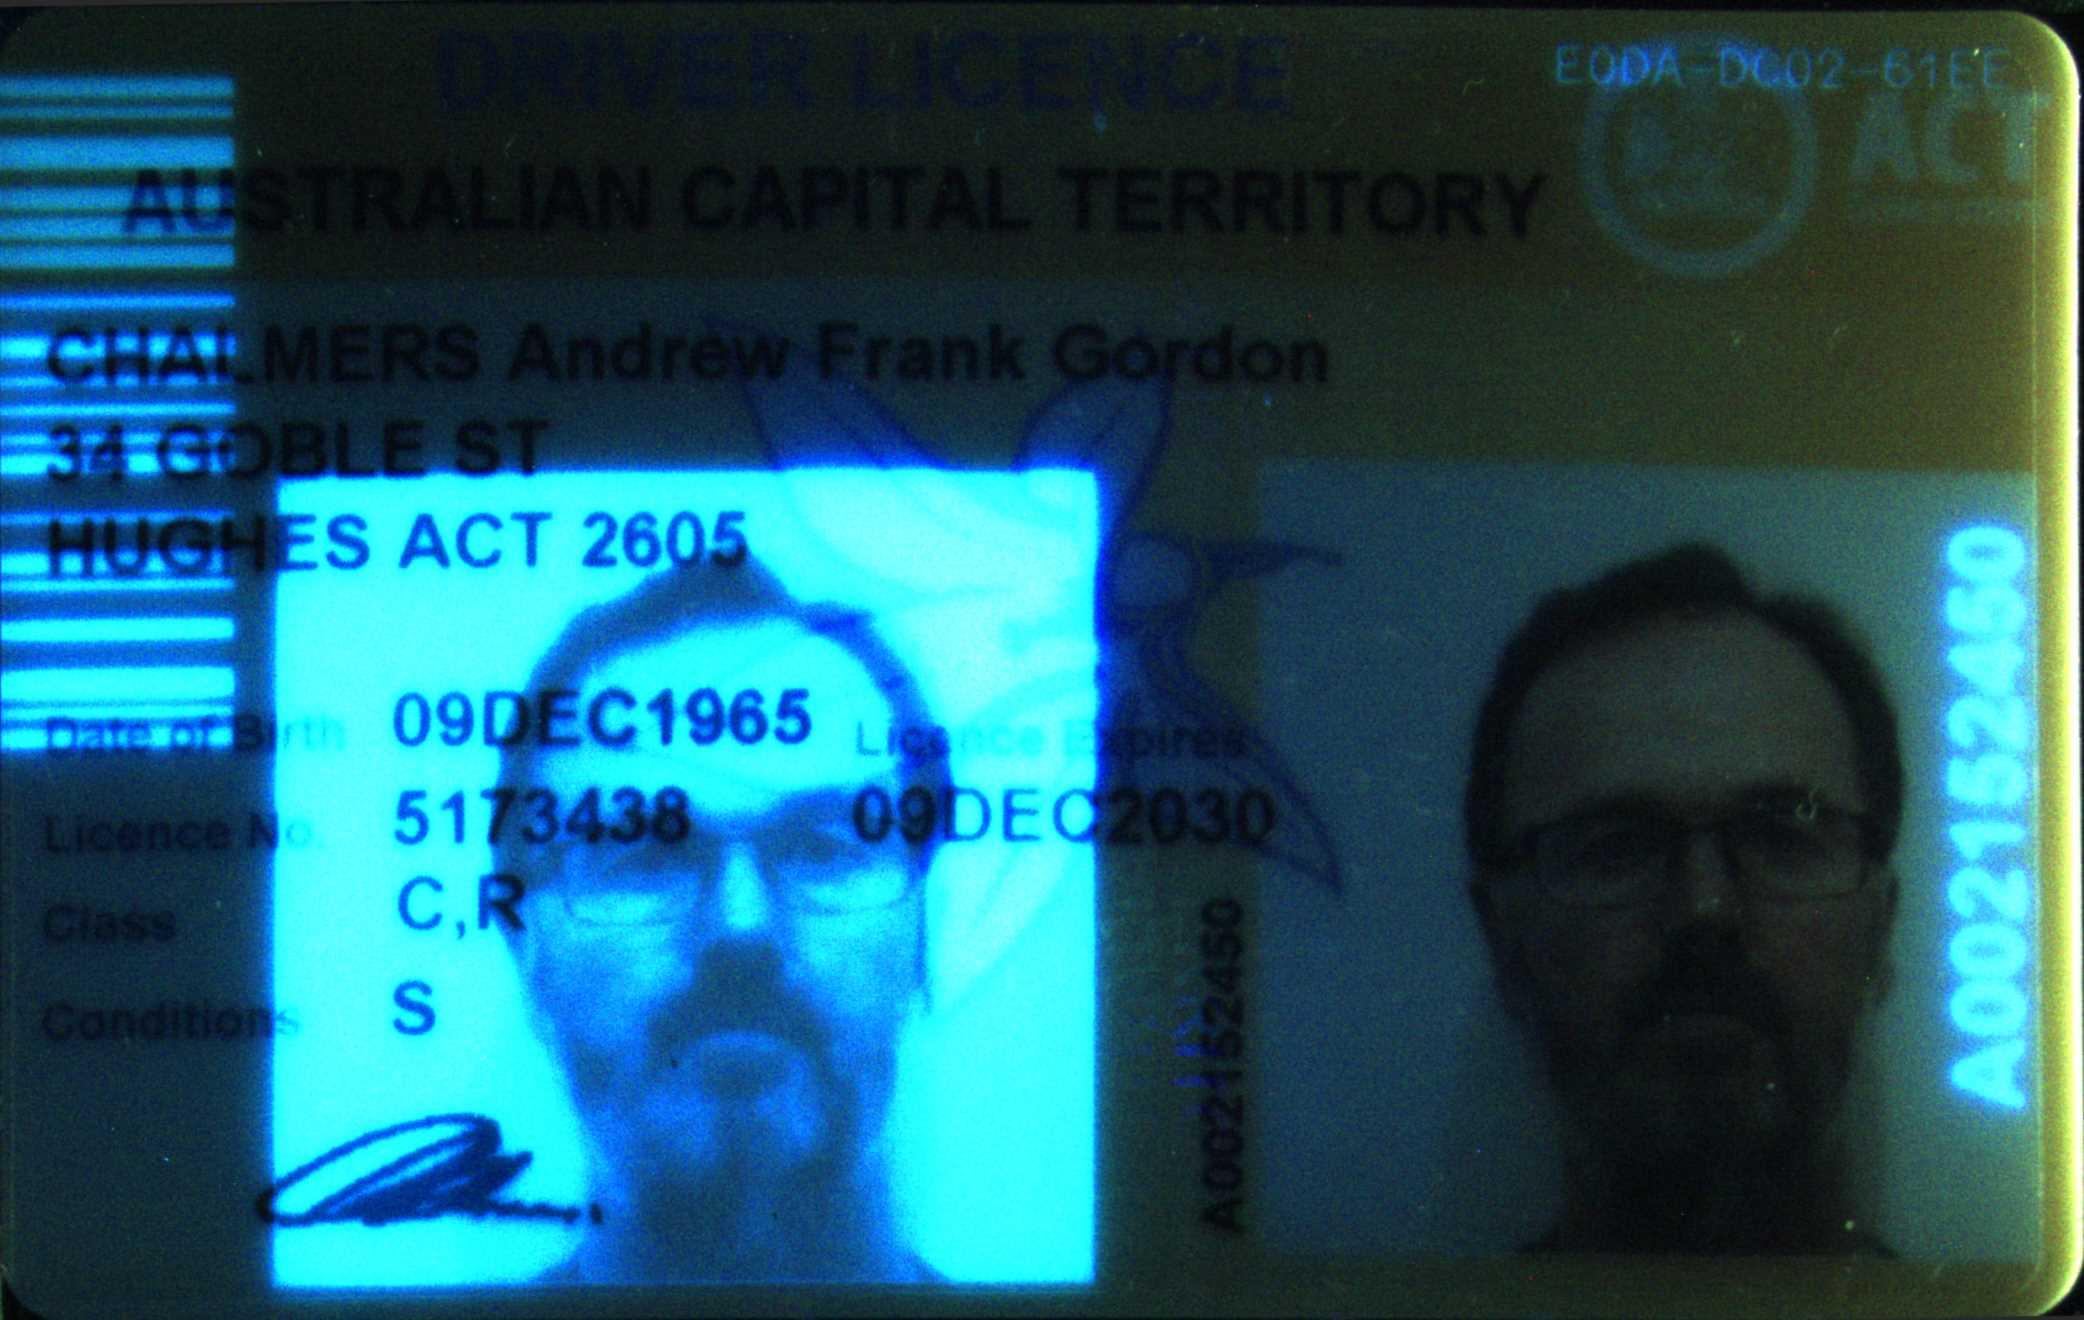 DRIVER LICENCE
E0DA-DC02-61EE
ACT
AUSTRALIAN CAPITAL TERRITORY
CHALMERS Andrew Frank Gordon
34 GOBLE ST
HUGHES ACT 2605
Date of Birth 09DEC1965 Licence Expires
Licence No. 5173438 09DEC2030
Class C,R
Conditions S
A002152450
A002152450